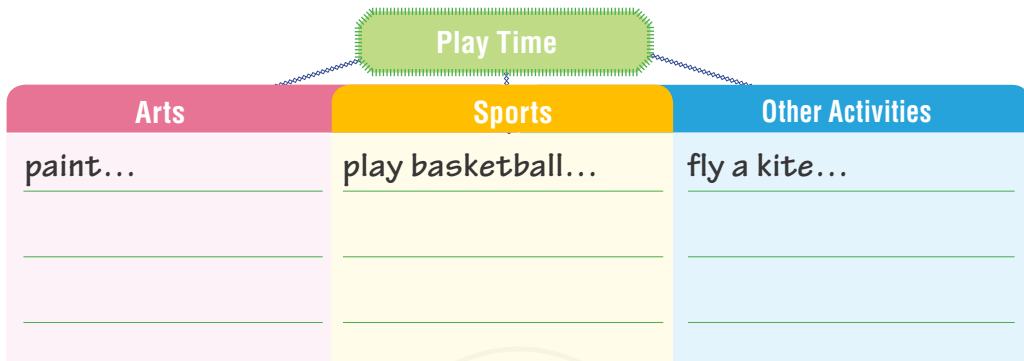 Play Time
Arts
Sports
Other Activities
paint...
play basketball...
fly a kite...